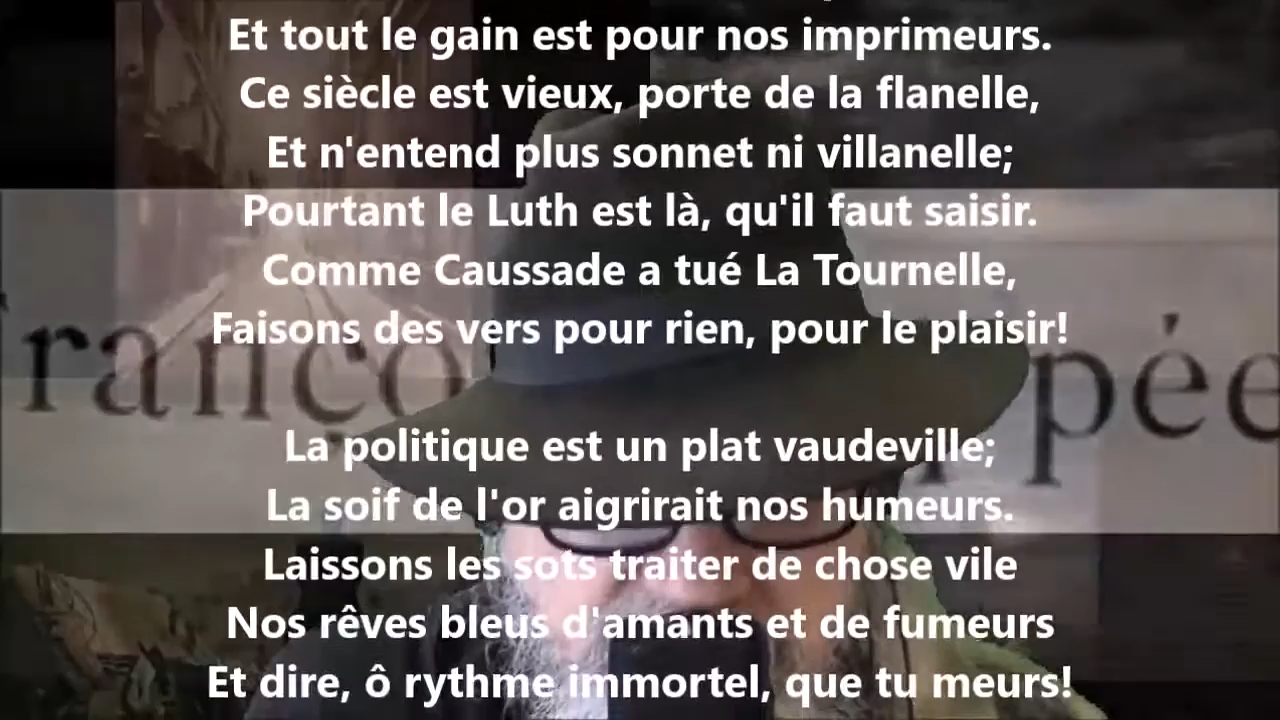 Et tout le gain est pour nos imprimeurs.
Ce siècle est vieux, porte de la flanelle,
Et n'entend plus sonnet ni villanelle;
Pourtant le Luth est là, qu'il faut saisir.
Comme Caussade a tué La Tournelle,
Faisons des vers pour rien, pour le plaisir!
La politique est un plat vaudeville;
La soif de l'or aigrirait nos humeurs.
Laissons les sots traiter de chose vile
Nos rêves bleus d'amants et de fumeurs
Et dire, ô rythme immortel, que tu meurs!